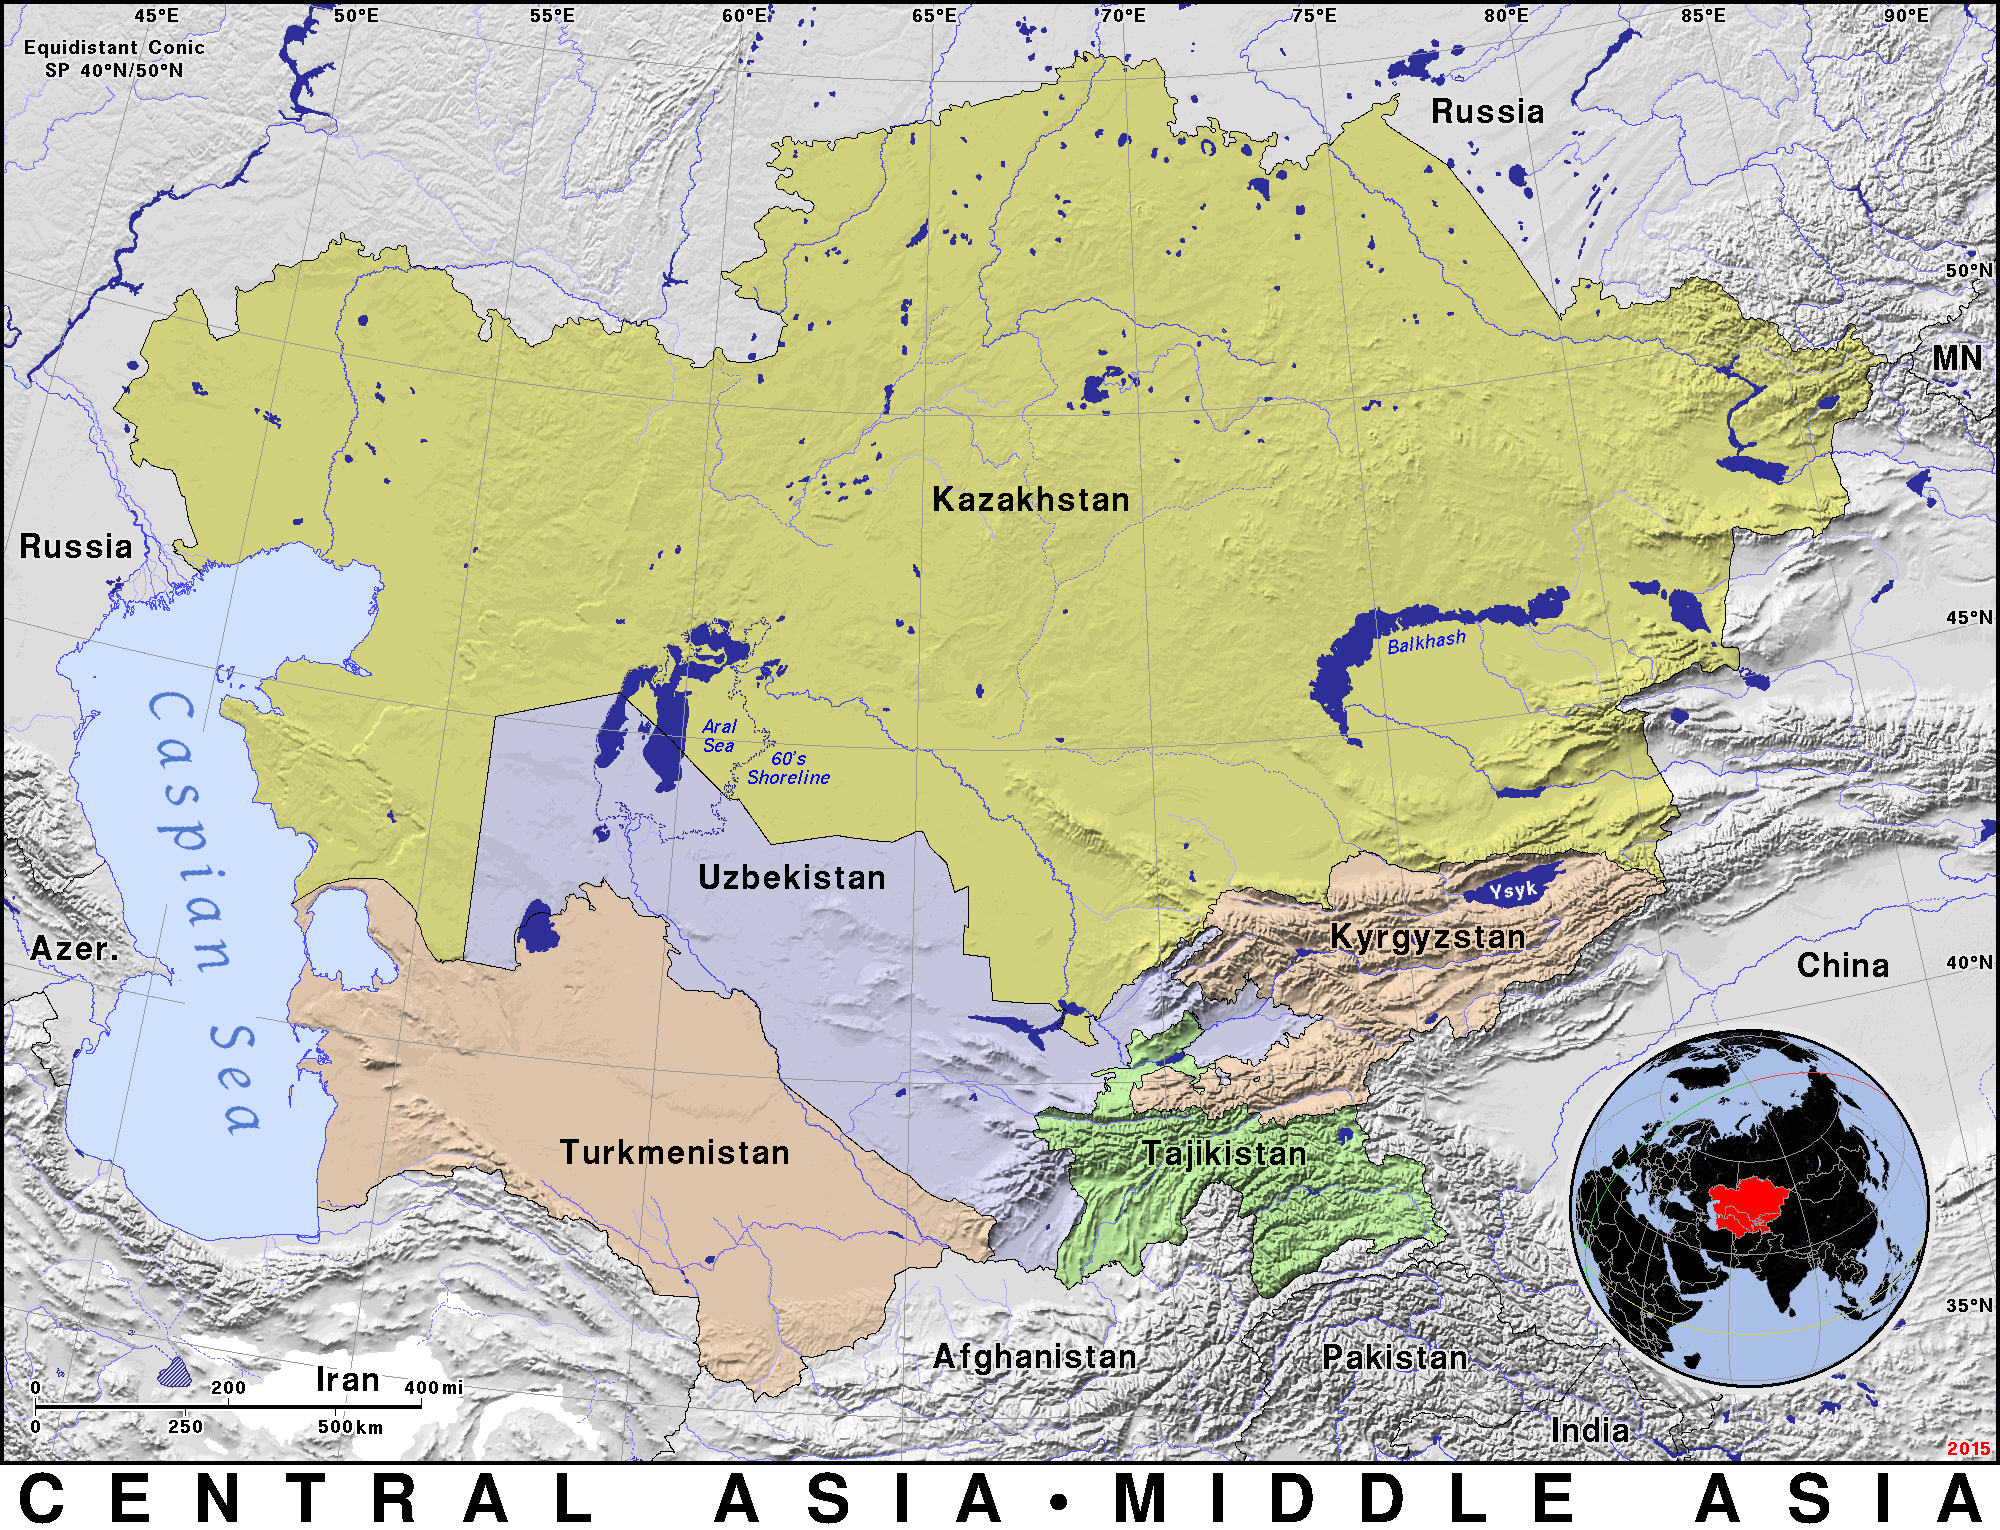 45°E
50°E
55°E
60°E
65°E
70°E
75°E
80°E
85°E
90°E
Equidistant Conic
SP 40°N/50°N
Russia
50°N
MN
Kazakhstan
Russia
45°N
Balkhash
Caspian Sea
Aral
Sea
60's
Shoreline
Uzbekistan
Ysyk
Kyrgyzstan
Azer.
China
40°N
Turkmenistan
Tajikistan
35°N
Afghanistan
Pakistan
Iran
0 200 400 mi
0 250 500 km
India
2015
CENTRAL ASIA • MIDDLE ASIA